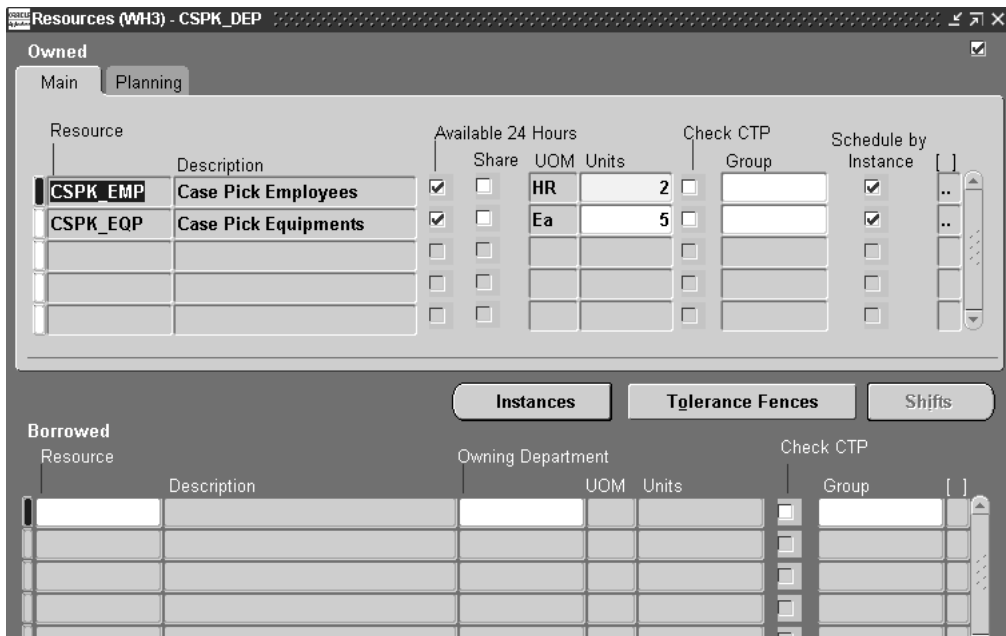 ORACLE Resources (WH3) - CSPK_DEP
Owned
Main Planning
Resource Available 24 Hours Check CTP Schedule by
Description Share UOM Units Group Instance [ ]
CSPK_EMP Case Pick Employees HR 2 ..
CSPK_EQP Case Pick Equipments Ea 5 ..
Instances Tolerance Fences Shifts
Borrowed
Resource Owning Department Check CTP
Description UOM Units Group [ ]